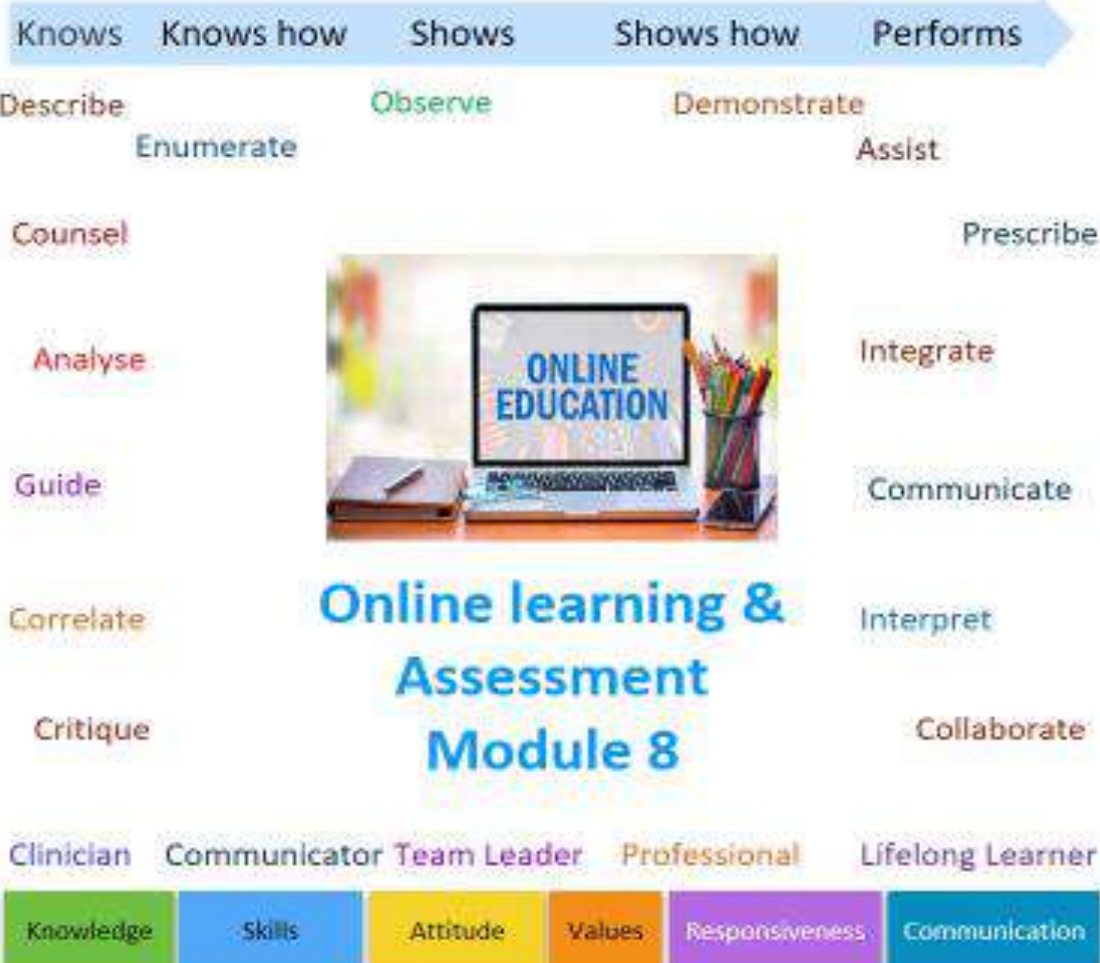 Knows Knows how Shows Shows how Performs
Describe Observe Demonstrate
Enumerate Assist
Counsel Prescribe
ONLINE
EDUCATION
Analyse Integrate
Guide Communicate
Online learning &
Correlate Interpret
Assessment
Critique Collaborate
Module 8
Clinician Communicator Team Leader Professional Lifelong Learner
Knowledge Skills Attitude Values Responsiveness Communication